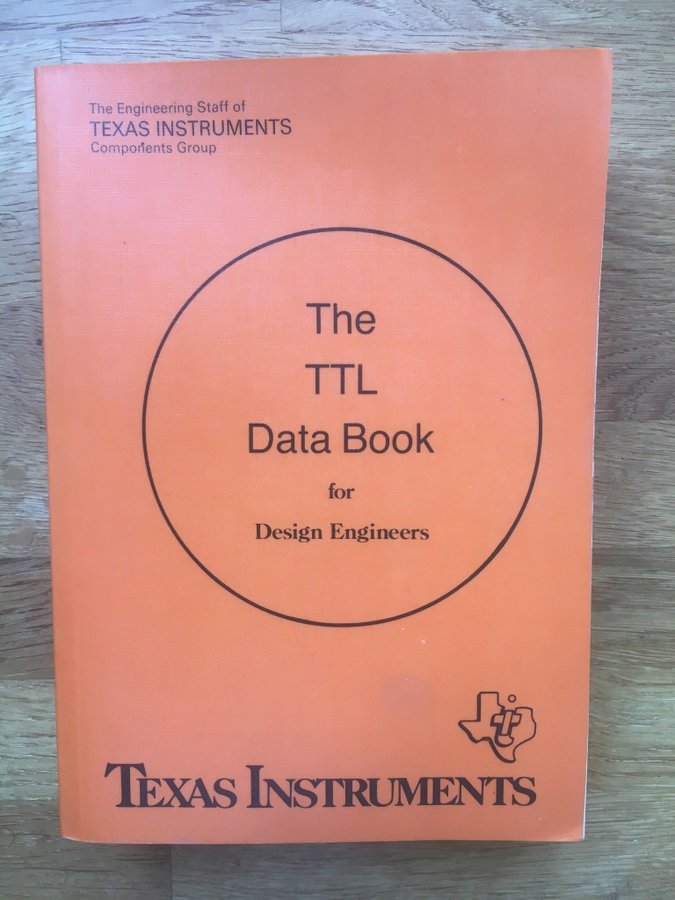 The Engineering Staff of
TEXAS INSTRUMENTS
Components Group
The
TTL
Data Book
for
Design Engineers
TEXAS INSTRUMENTS